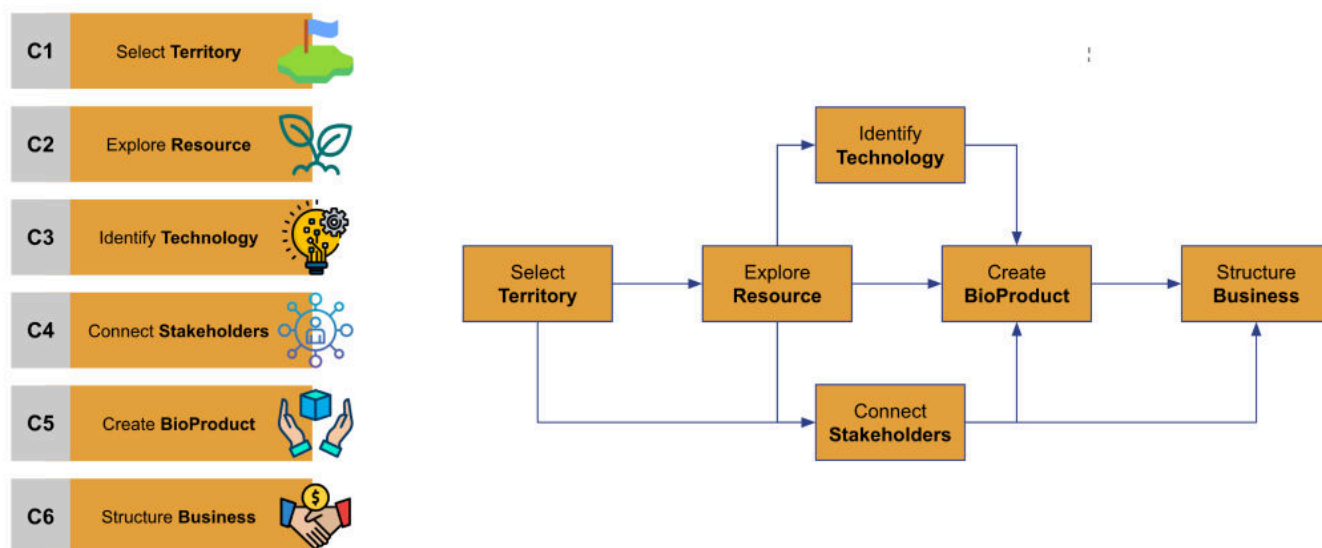 C1
Select Territory
C2
Explore Resource
C3
Identify Technology
C4
Connect Stakeholders
C5
Create BioProduct
C6
$
Structure Business
Identify
Technology
Select
Territory
Explore
Resource
Create
BioProduct
Structure
Business
Connect
Stakeholders